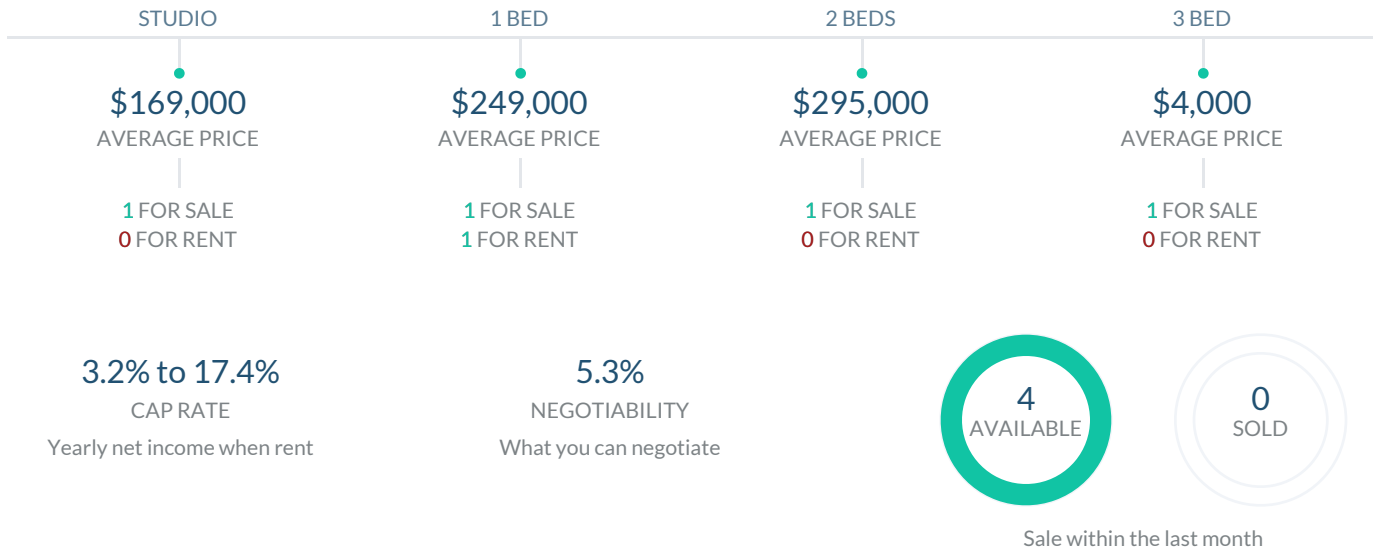 STUDIO
$169,000
AVERAGE PRICE
1 FOR SALE
0 FOR RENT
1 BED
$249,000
AVERAGE PRICE
1 FOR SALE
1 FOR RENT
2 BEDS
$295,000
AVERAGE PRICE
1 FOR SALE
0 FOR RENT
3 BED
$4,000
AVERAGE PRICE
1 FOR SALE
0 FOR RENT
3.2% to 17.4%
CAP RATE
Yearly net income when rent
5.3%
NEGOTIABILITY
What you can negotiate
4
AVAILABLE
0
SOLD
Sale within the last month